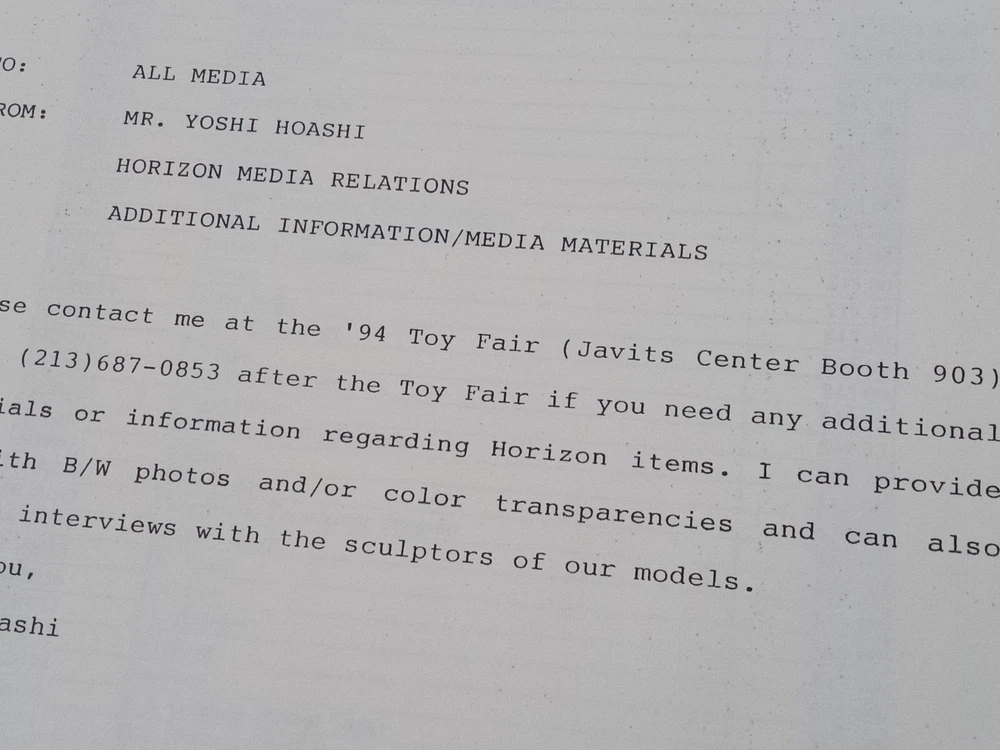 TO: ALL MEDIA
ROM: MR. YOSHI HOASHI
HORIZON MEDIA RELATIONS
ADDITIONAL INFORMATION/MEDIA MATERIALS
se contact me at the '94 Toy Fair (Javits Center Booth 903)
(213)687-0853 after the Toy Fair if you need any additional
ials or information regarding Horizon items. I can provide
ith B/W photos and/or color transparencies and can also
interviews with the sculptors of our models.
ou,
ashi